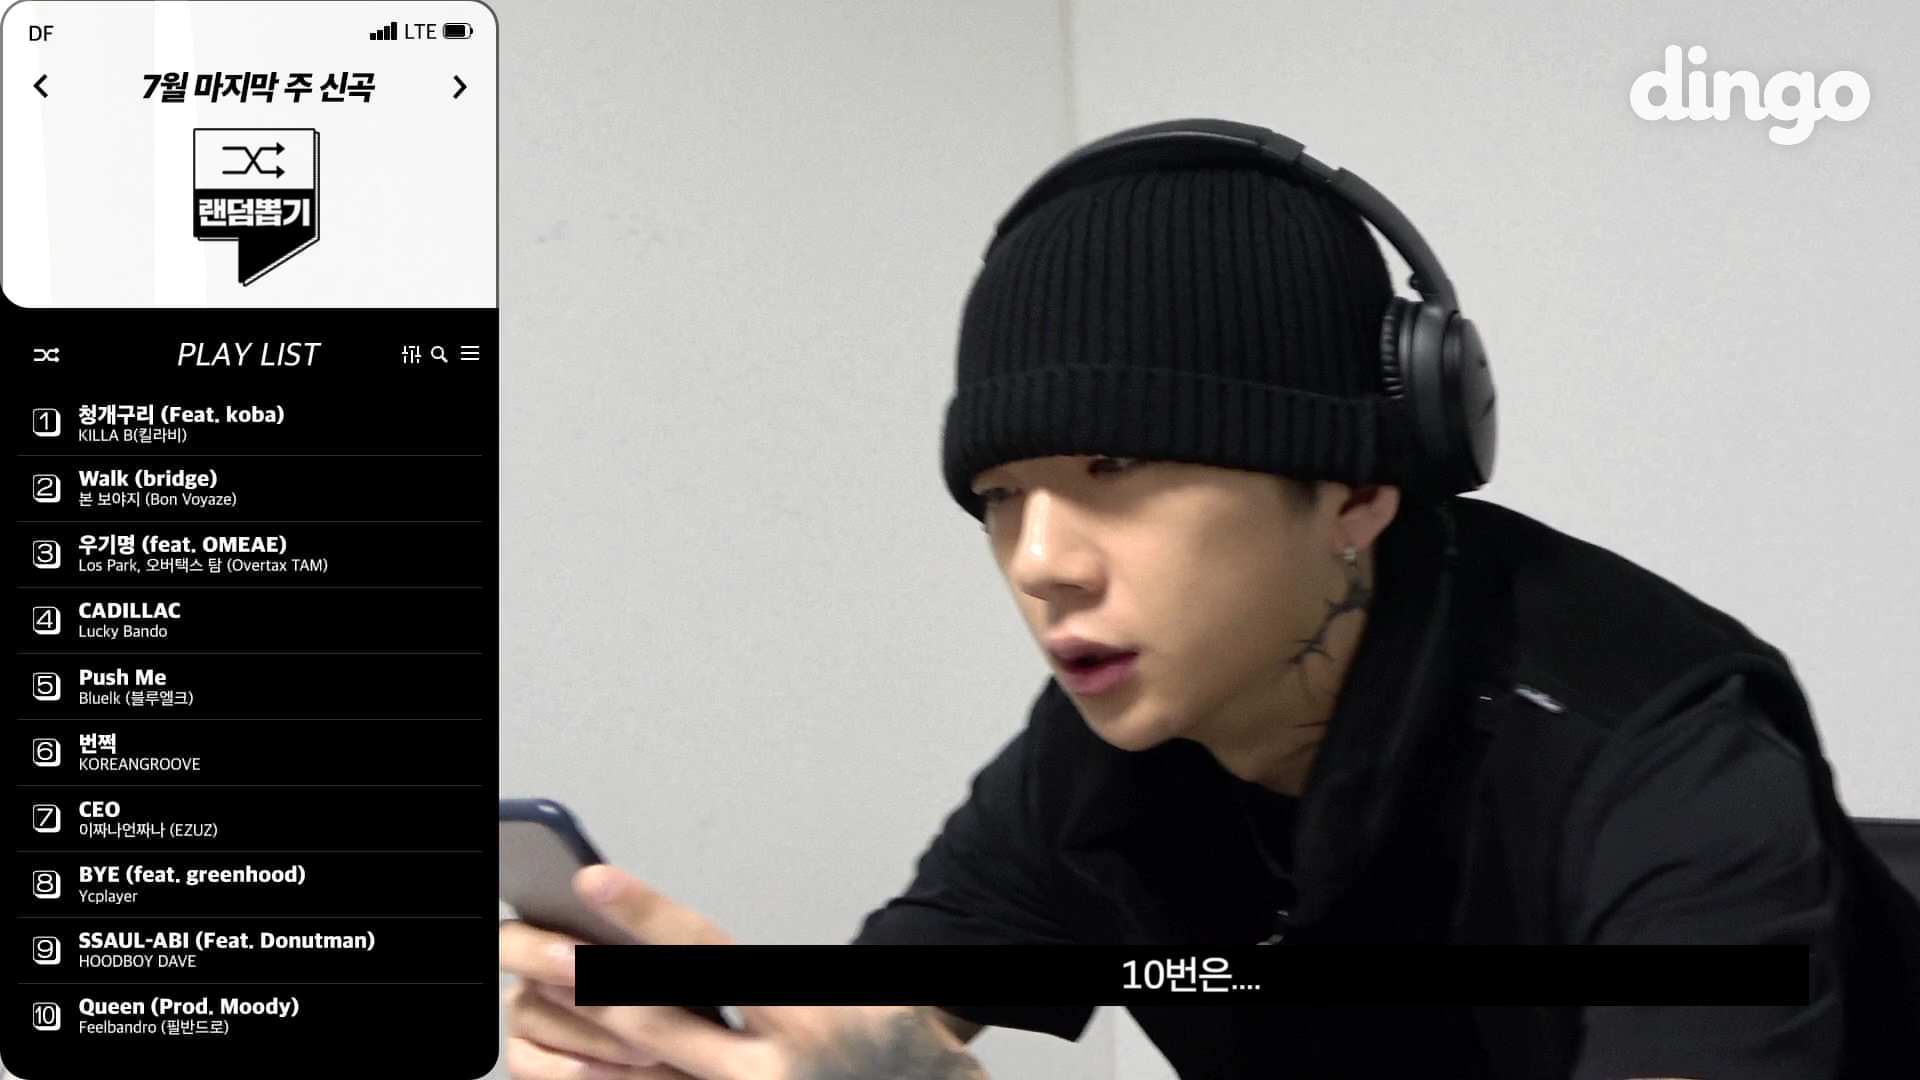 DF
LTE
7월 마지막 주 신곡
랜덤뽑기
PLAY LIST
1
청개구리 (Feat. koba)
KILLA B(킬라비)
2
Walk (bridge)
본 보야지 (Bon Voyaze)
3
우기명 (feat. OMEAE)
Los Park, 오버택스 탐 (Overtax TAM)
4
CADILLAC
Lucky Bando
5
Push Me
Bluelk (블루엘크)
6
번쩍
KOREANGROOVE
7
CEO
이짜나언짜나 (EZUZ)
8
BYE (feat. greenhood)
Ycplayer
9
SSAUL-ABI (Feat. Donutman)
HOODBOY DAVE
10
Queen (Prod. Moody)
Feelbandro (필반드로)
dingo
10번은....